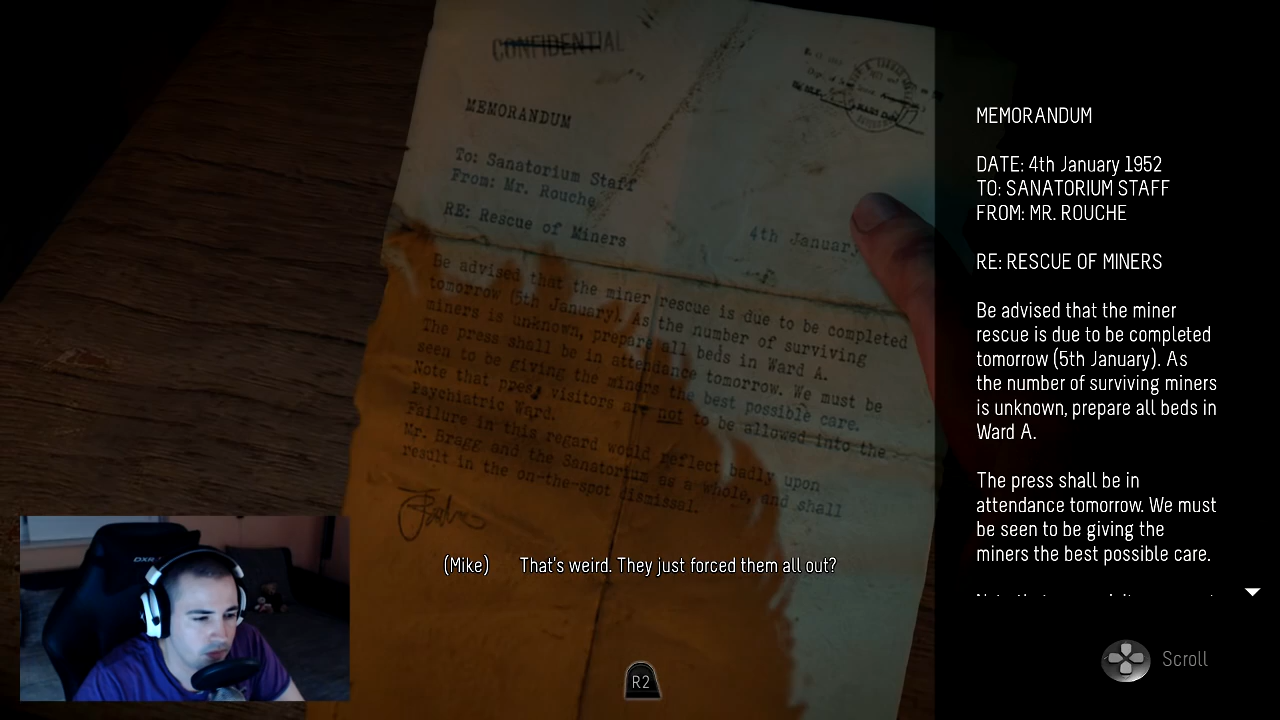 CONFIDENTIAL
MEMORANDUM
To: Sanatorium Staff
From: Mr. Rouche
RE: Rescue of Miners
4th January
Be advised that the miner rescue is due to be completed
tomorrow (5th January). As the number of surviving
miners is unknown, prepare all beds in Ward A.
The press shall be in attendance tomorrow. We must be
seen to be giving the miners the best possible care.
Note that press visitors are not to be allowed into the
Psychiatric Ward.
Failure in this regard would reflect badly upon
Mr. Bragg and the Sanatorium as a whole, and shall
result in the on-the-spot dismissal.
MEMORANDUM
DATE: 4th January 1952
TO: SANATORIUM STAFF
FROM: MR. ROUCHE
RE: RESCUE OF MINERS
Be advised that the miner
rescue is due to be completed
tomorrow (5th January). As
the number of surviving miners
is unknown, prepare all beds in
Ward A.
The press shall be in
attendance tomorrow. We must
be seen to be giving the
miners the best possible care.
(Mike) That's weird. They just forced them all out?
R2
Scroll